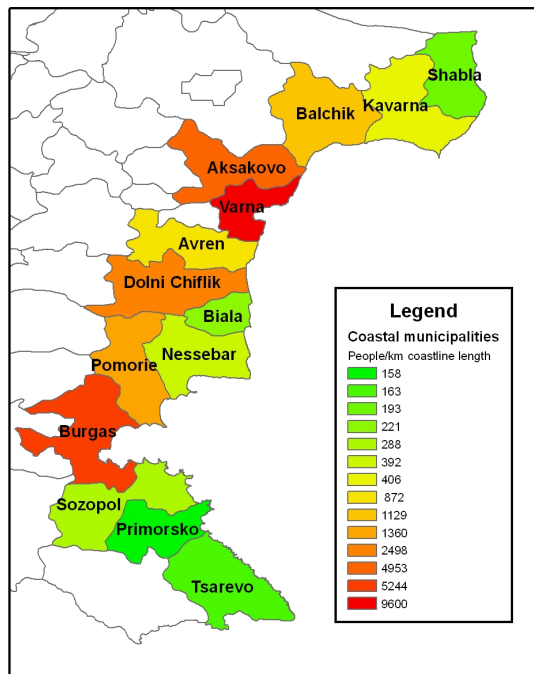 Shabla
Kavarna
Balchik
Aksakovo
Varna
Avren
Dolni Chiflik
Biala
Nessebar
Pomorie
Burgas
Sozopol
Primorsko
Tsarevo
Legend
Coastal municipalities
People/km coastline length
158
163
193
221
288
392
406
872
1129
1360
2498
4953
5244
9600